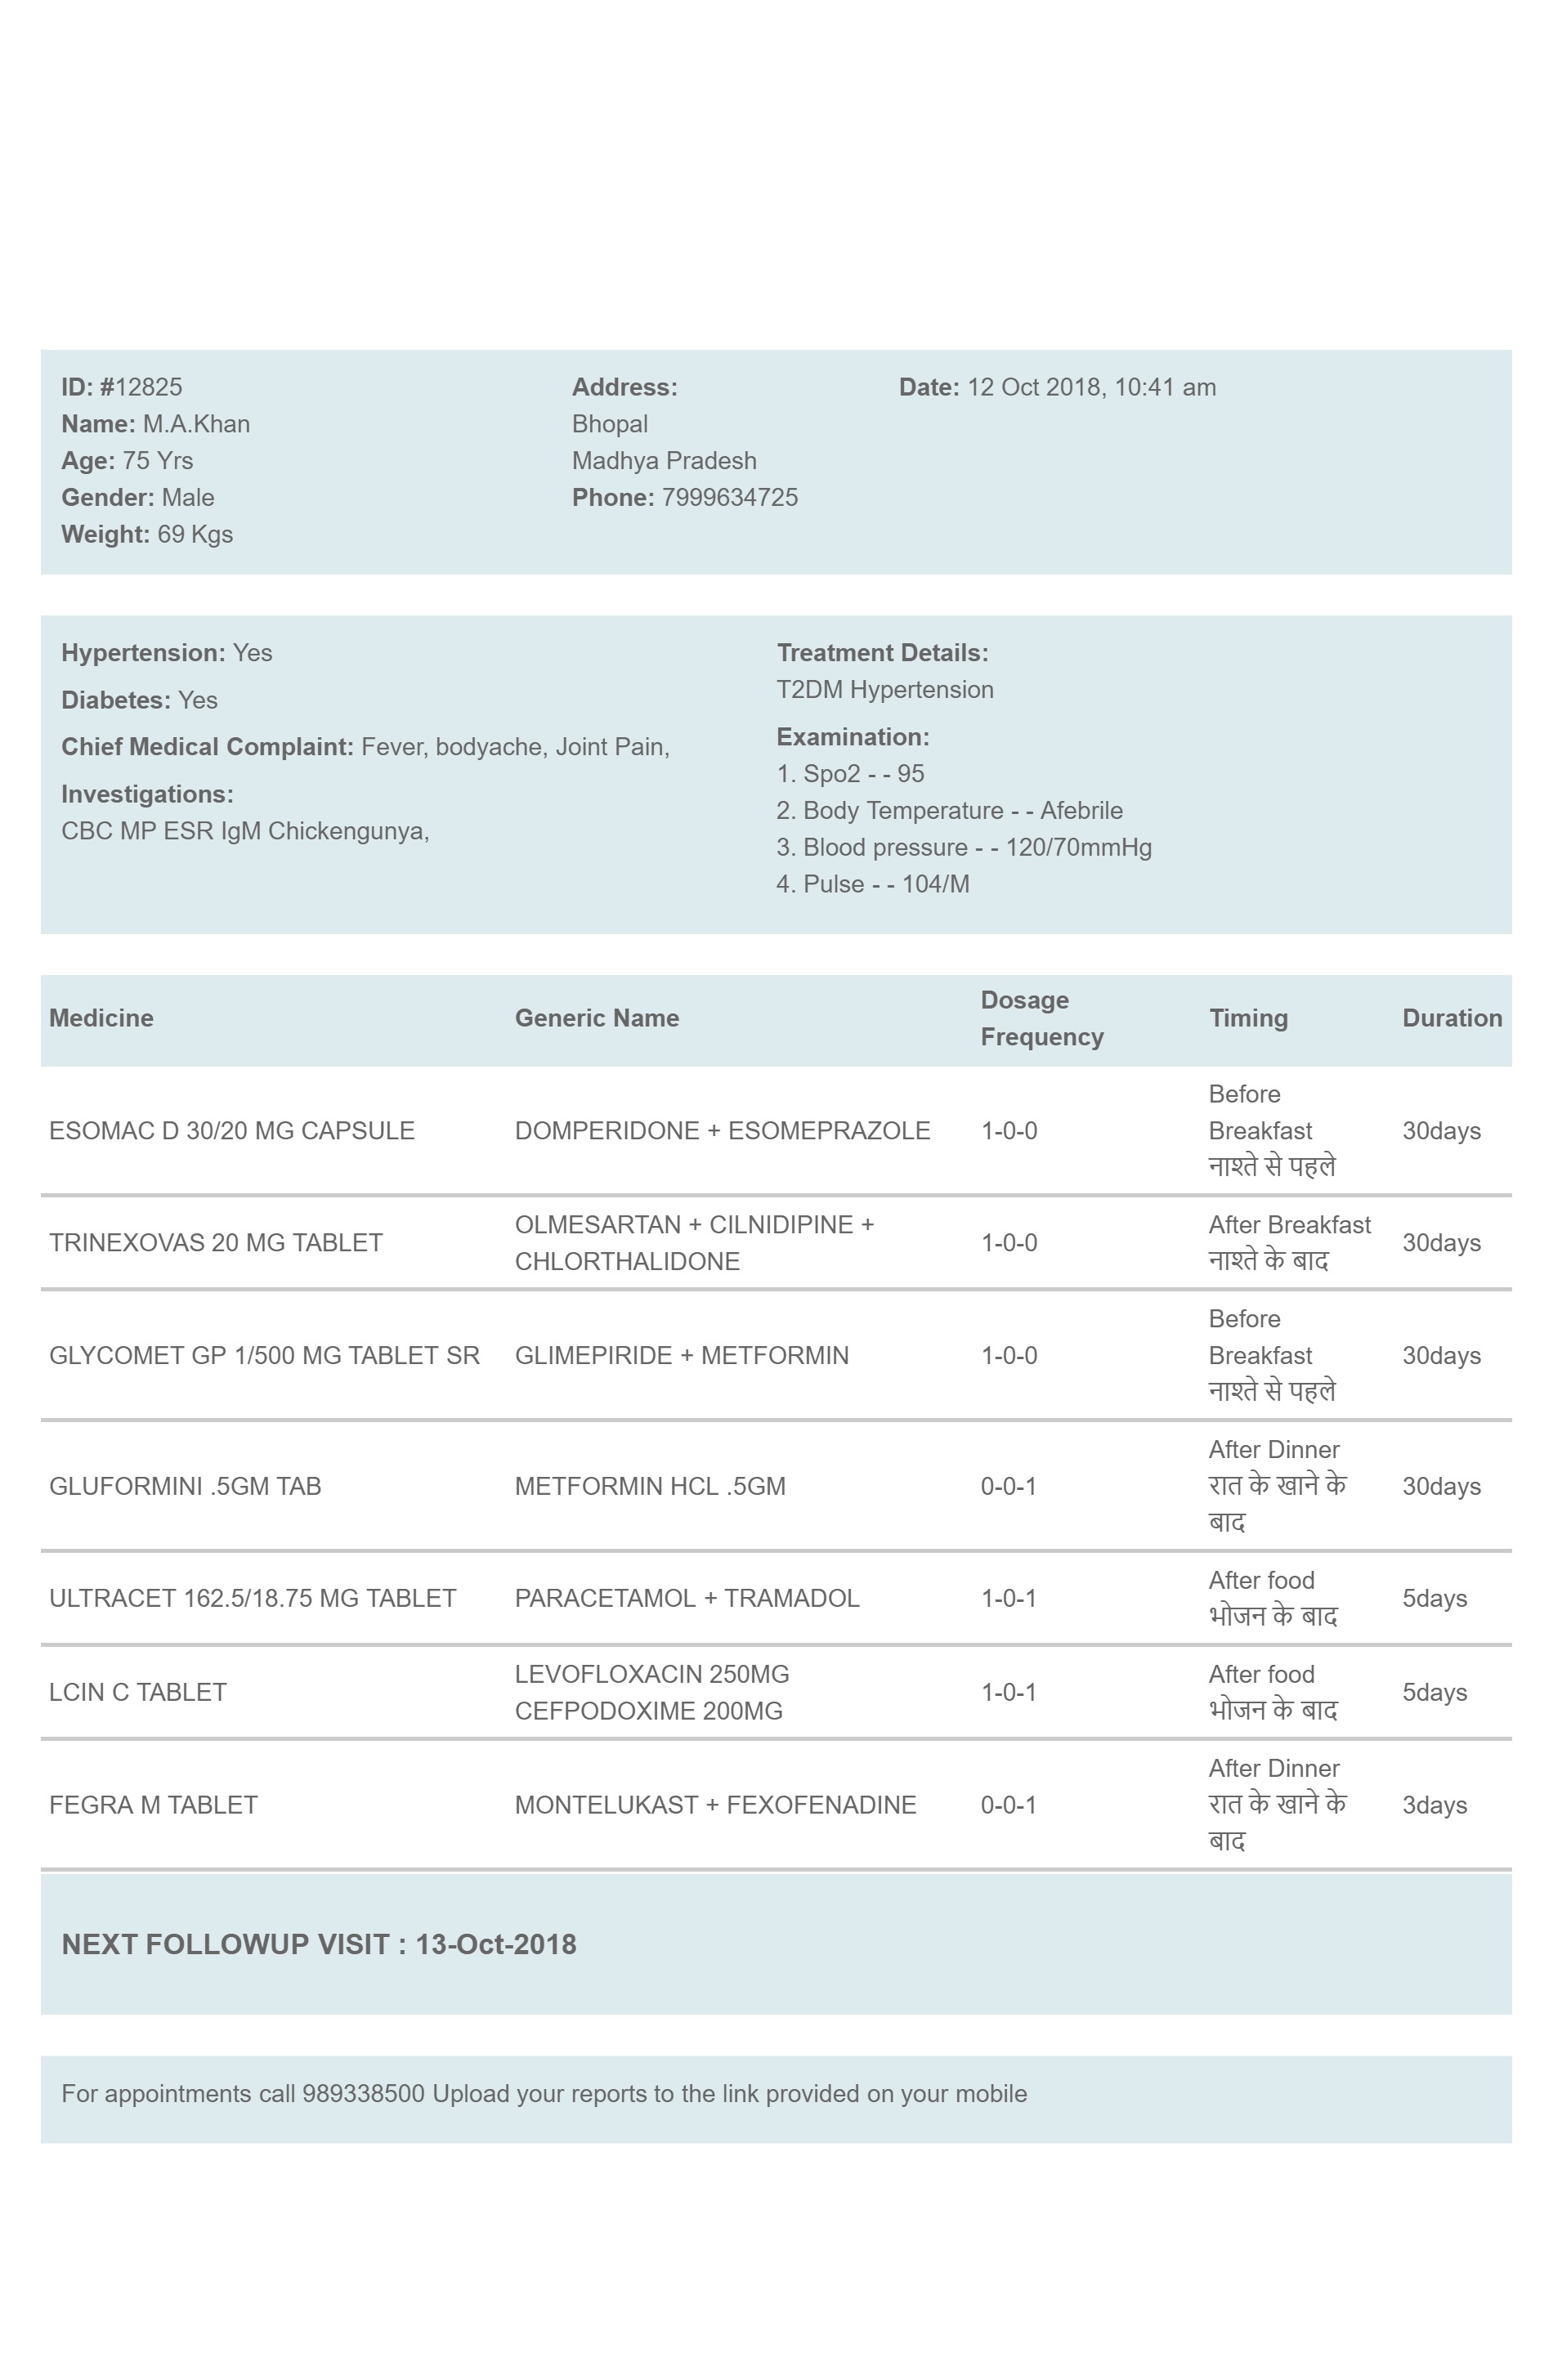 ID: #12825
Name: M.A.Khan
Age: 75 Yrs
Gender: Male
Weight: 69 Kgs
Address:
Bhopal
Madhya Pradesh
Phone: 7999634725
Date: 12 Oct 2018, 10:41 am
Hypertension: Yes
Diabetes: Yes
Chief Medical Complaint: Fever, bodyache, Joint Pain,
Investigations:
CBC MP ESR IgM Chickengunya,
Treatment Details:
T2DM Hypertension
Examination:
1. Spo2 - - 95
2. Body Temperature - - Afebrile
3. Blood pressure - - 120/70mmHg
4. Pulse - - 104/M
Medicine
Generic Name
Dosage
Frequency
Timing
Duration
ESOMAC D 30/20 MG CAPSULE
DOMPERIDONE + ESOMEPRAZOLE
1-0-0
Before
Breakfast
नाश्ते से पहले
30days
TRINEXOVAS 20 MG TABLET
OLMESARTAN + CILNIDIPINE +
CHLORTHALIDONE
1-0-0
After Breakfast
नाश्ते के बाद
30days
GLYCOMET GP 1/500 MG TABLET SR
GLIMEPIRIDE + METFORMIN
1-0-0
Before
Breakfast
नाश्ते से पहले
30days
GLUFORMINI .5GM TAB
METFORMIN HCL .5GM
0-0-1
After Dinner
रात के खाने के
बाद
30days
ULTRACET 162.5/18.75 MG TABLET
PARACETAMOL + TRAMADOL
1-0-1
After food
भोजन के बाद
5days
LCIN C TABLET
LEVOFLOXACIN 250MG
CEFPODOXIME 200MG
1-0-1
After food
भोजन के बाद
5days
FEGRA M TABLET
MONTELUKAST + FEXOFENADINE
0-0-1
After Dinner
रात के खाने के
बाद
3days
NEXT FOLLOWUP VISIT : 13-Oct-2018
For appointments call 989338500 Upload your reports to the link provided on your mobile